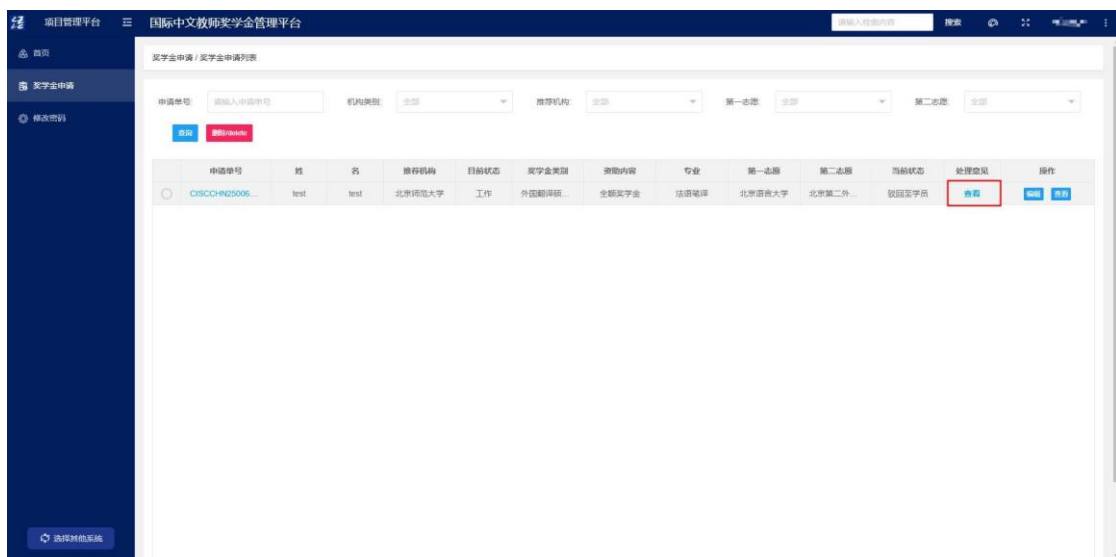 项目管理平台
国际中文教师奖学金管理平台
请输入检索内容
搜索
首页
奖学金申请
修改密码
奖学金申请 / 奖学金申请列表
申请单号: 请输入申请单号 机构类别: 全部 推荐机构: 全部 第一志愿: 全部 第二志愿: 全部
查询 删除/delete
申请单号 姓 名 推荐机构 目前状态 奖学金类别 资助内容 专业 第一志愿 第二志愿 当前状态 处理意见 操作
CISCCHN25006... test test 北京师范大学 工作 外国翻译硕... 全额奖学金 法语笔译 北京语言大学 北京第二外... 驳回至学员 查看 编辑 查看
选择其他系统